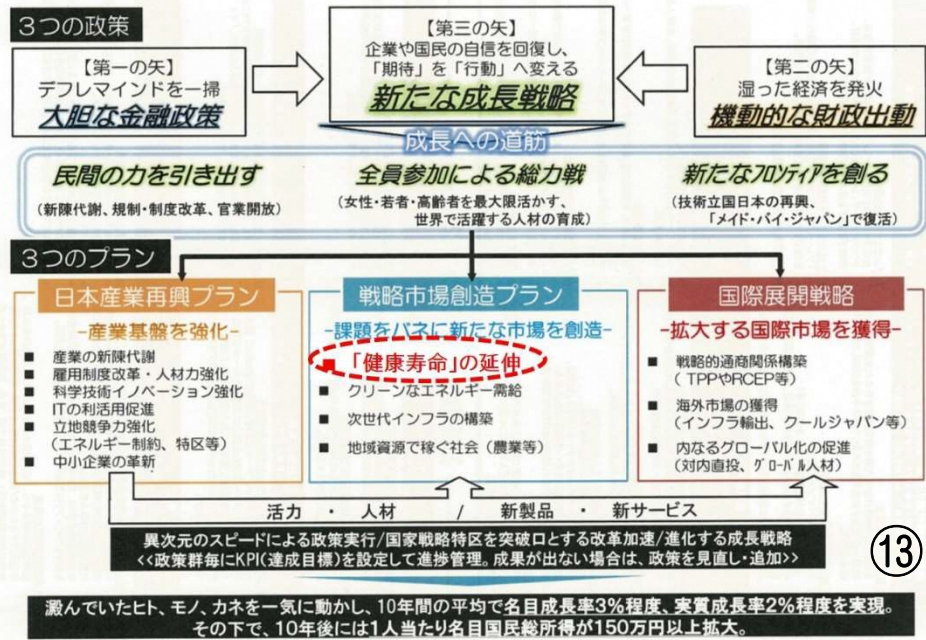 3つの政策
【第一の矢】
デフレマインドを一掃
大胆な金融政策
【第三の矢】
企業や国民の自信を回復し、
「期待」を「行動」へ変える
新たな成長戦略
【第二の矢】
湿った経済を発火
機動的な財政出動
成長への道筋
民間の力を引き出す
(新陳代謝、規制・制度改革、官業開放)
全員参加による総力戦
(女性・若者・高齢者を最大限活かす、
世界で活躍する人材の育成)
新たなフロンティアを創る
(技術立国日本の再興、
「メイド・バイ・ジャパン」で復活)
3つのプラン
日本産業再興プラン
-産業基盤を強化-
■ 産業の新陳代謝
■ 雇用制度改革・人材力強化
■ 科学技術イノベーション強化
■ ITの利活用促進
■ 立地競争力強化
(エネルギー制約、特区等)
■ 中小企業の革新
戦略市場創造プラン
-課題をバネに新たな市場を創造-
■ 「健康寿命」の延伸
■ クリーンなエネルギー需給
■ 次世代インフラの構築
■ 地域資源で稼ぐ社会(農業等)
国際展開戦略
-拡大する国際市場を獲得-
■ 戦略的通商関係構築
(TPPやRCEP等)
■ 海外市場の獲得
(インフラ輸出、クールジャパン等)
■ 内なるグローバル化の促進
(対内直投、グローバル人材)
活力 ・ 人材 / 新製品 ・ 新サービス
異次元のスピードによる政策実行/国家戦略特区を突破口とする改革加速/進化する成長戦略
<<政策群毎にKPI(達成目標)を設定して進捗管理。成果が出ない場合は、政策を見直し・追加>>
⑬
澱んでいたヒト、モノ、カネを一気に動かし、10年間の平均で名目成長率3%程度、実質成長率2%程度を実現。
その下で、10年後には1人当たり名目国民総所得が150万円以上拡大。